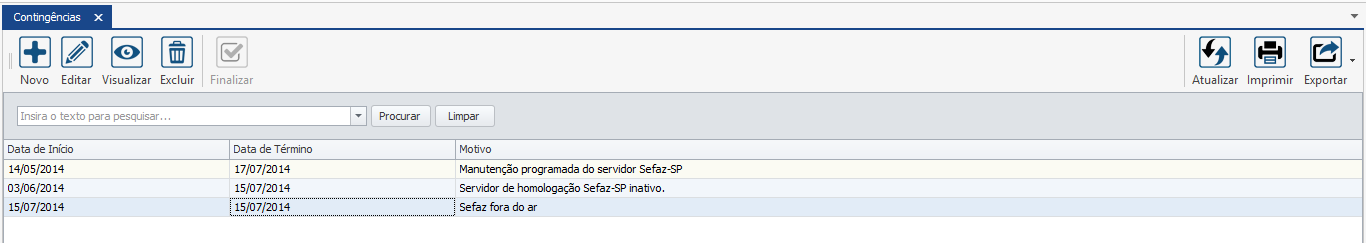 Contingências
Novo Editar Visualizar Excluir Finalizar Atualizar Imprimir Exportar
Insira o texto para pesquisar... Procurar Limpar
Data de Início Data de Término Motivo
14/05/2014 17/07/2014 Manutenção programada do servidor Sefaz-SP
03/06/2014 15/07/2014 Servidor de homologação Sefaz-SP inativo.
15/07/2014 15/07/2014 Sefaz fora do ar